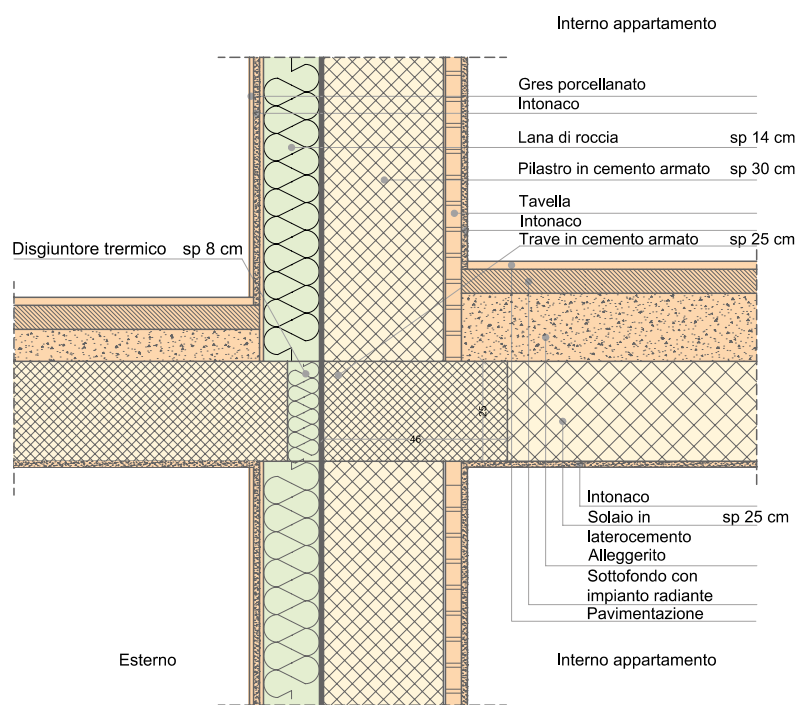 Interno appartamento
Gres porcellanato
Intonaco
Lana di roccia sp 14 cm
Pilastro in cemento armato sp 30 cm
Tavella
Intonaco
Trave in cemento armato sp 25 cm
Disgiuntore trermico sp 8 cm
25
46
Intonaco
Solaio in sp 25 cm
laterocemento
Alleggerito
Sottofondo con
impianto radiante
Pavimentazione
Esterno
Interno appartamento